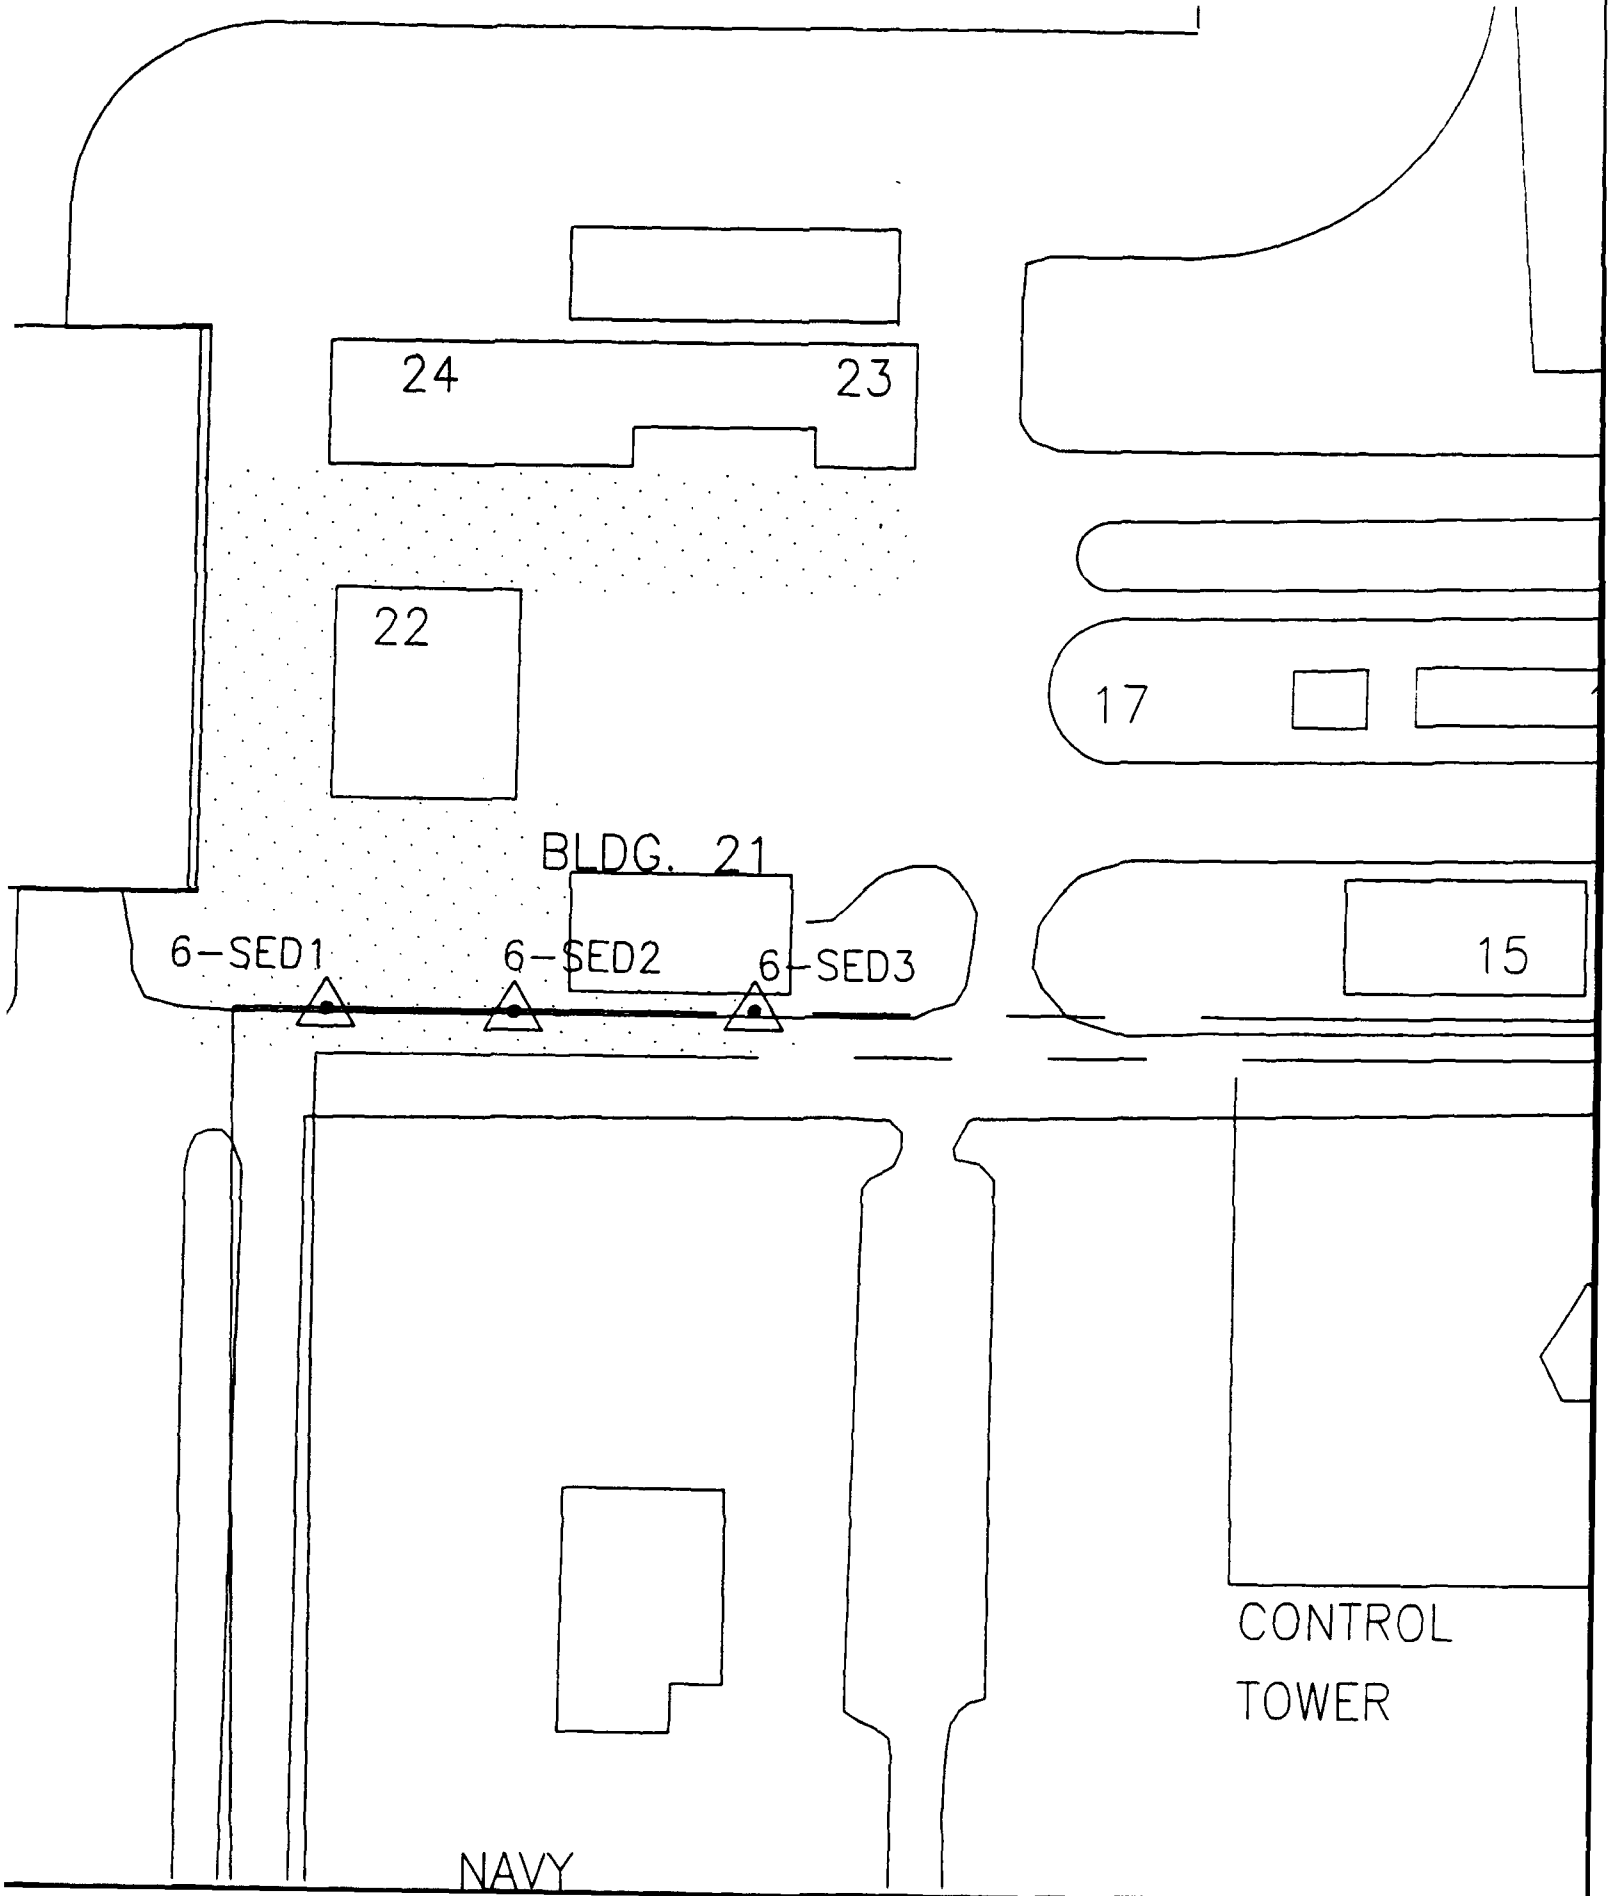 24
23
22
17
BLDG. 21
6-SED1
6-SED2
6-SED3
15
CONTROL
TOWER
NAVY